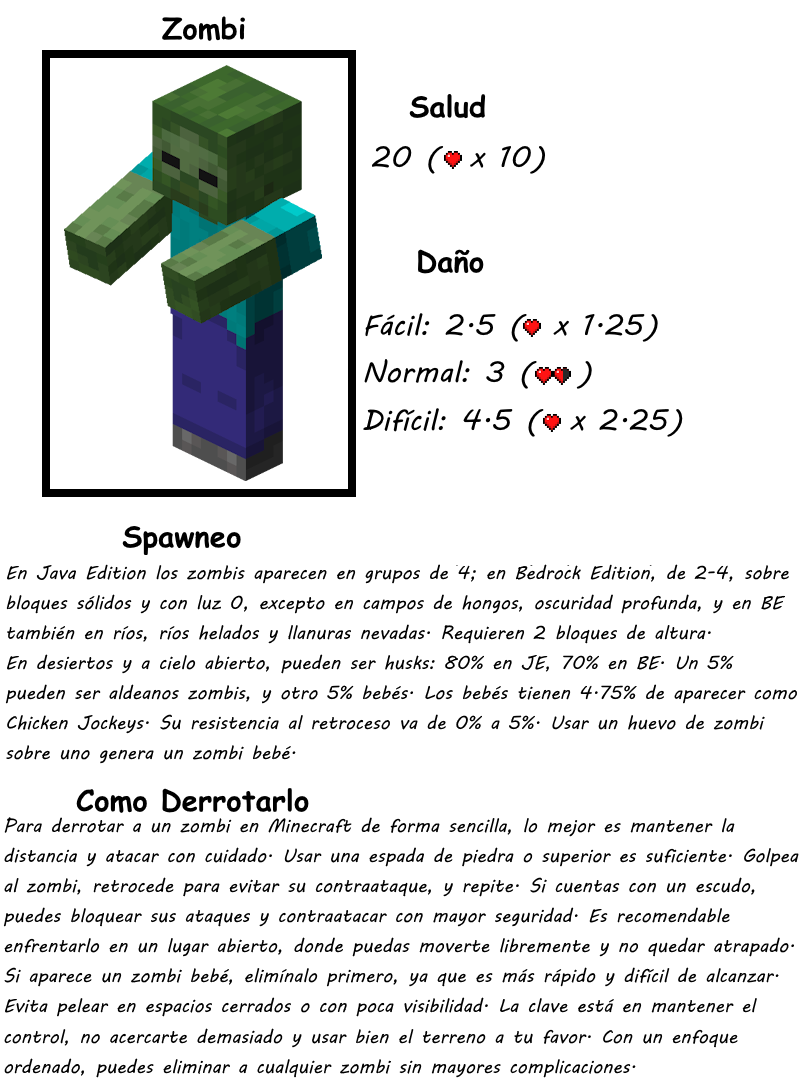 Zombi
Salud
20 (x 10)
Daño
Fácil: 2.5 (x 1.25)
Normal: 3 ( )
Difícil: 4.5 (x 2.25)
Spawneo
En Java Edition los zombis aparecen en grupos de 4; en Bedrock Edition, de 2-4, sobre
bloques sólidos y con luz 0, excepto en campos de hongos, oscuridad profunda, y en BE
también en ríos, ríos helados y llanuras nevadas. Requieren 2 bloques de altura.
En desiertos y a cielo abierto, pueden ser husks: 80% en JE, 70% en BE. Un 5%
pueden ser aldeanos zombis, y otro 5% bebés. Los bebés tienen 4.75% de aparecer como
Chicken Jockeys. Su resistencia al retroceso va de 0% a 5%. Usar un huevo de zombi
sobre uno genera un zombi bebé.
Como Derrotarlo
Para derrotar a un zombi en Minecraft de forma sencilla, lo mejor es mantener la
distancia y atacar con cuidado. Usar una espada de piedra o superior es suficiente. Golpea
al zombi, retrocede para evitar su contraataque, y repite. Si cuentas con un escudo,
puedes bloquear sus ataques y contraatacar con mayor seguridad. Es recomendable
enfrentarlo en un lugar abierto, donde puedas moverte libremente y no quedar atrapado.
Si aparece un zombi bebé, elimínalo primero, ya que es más rápido y difícil de alcanzar.
Evita pelear en espacios cerrados o con poca visibilidad. La clave está en mantener el
control, no acercarte demasiado y usar bien el terreno a tu favor. Con un enfoque
ordenado, puedes eliminar a cualquier zombi sin mayores complicaciones.